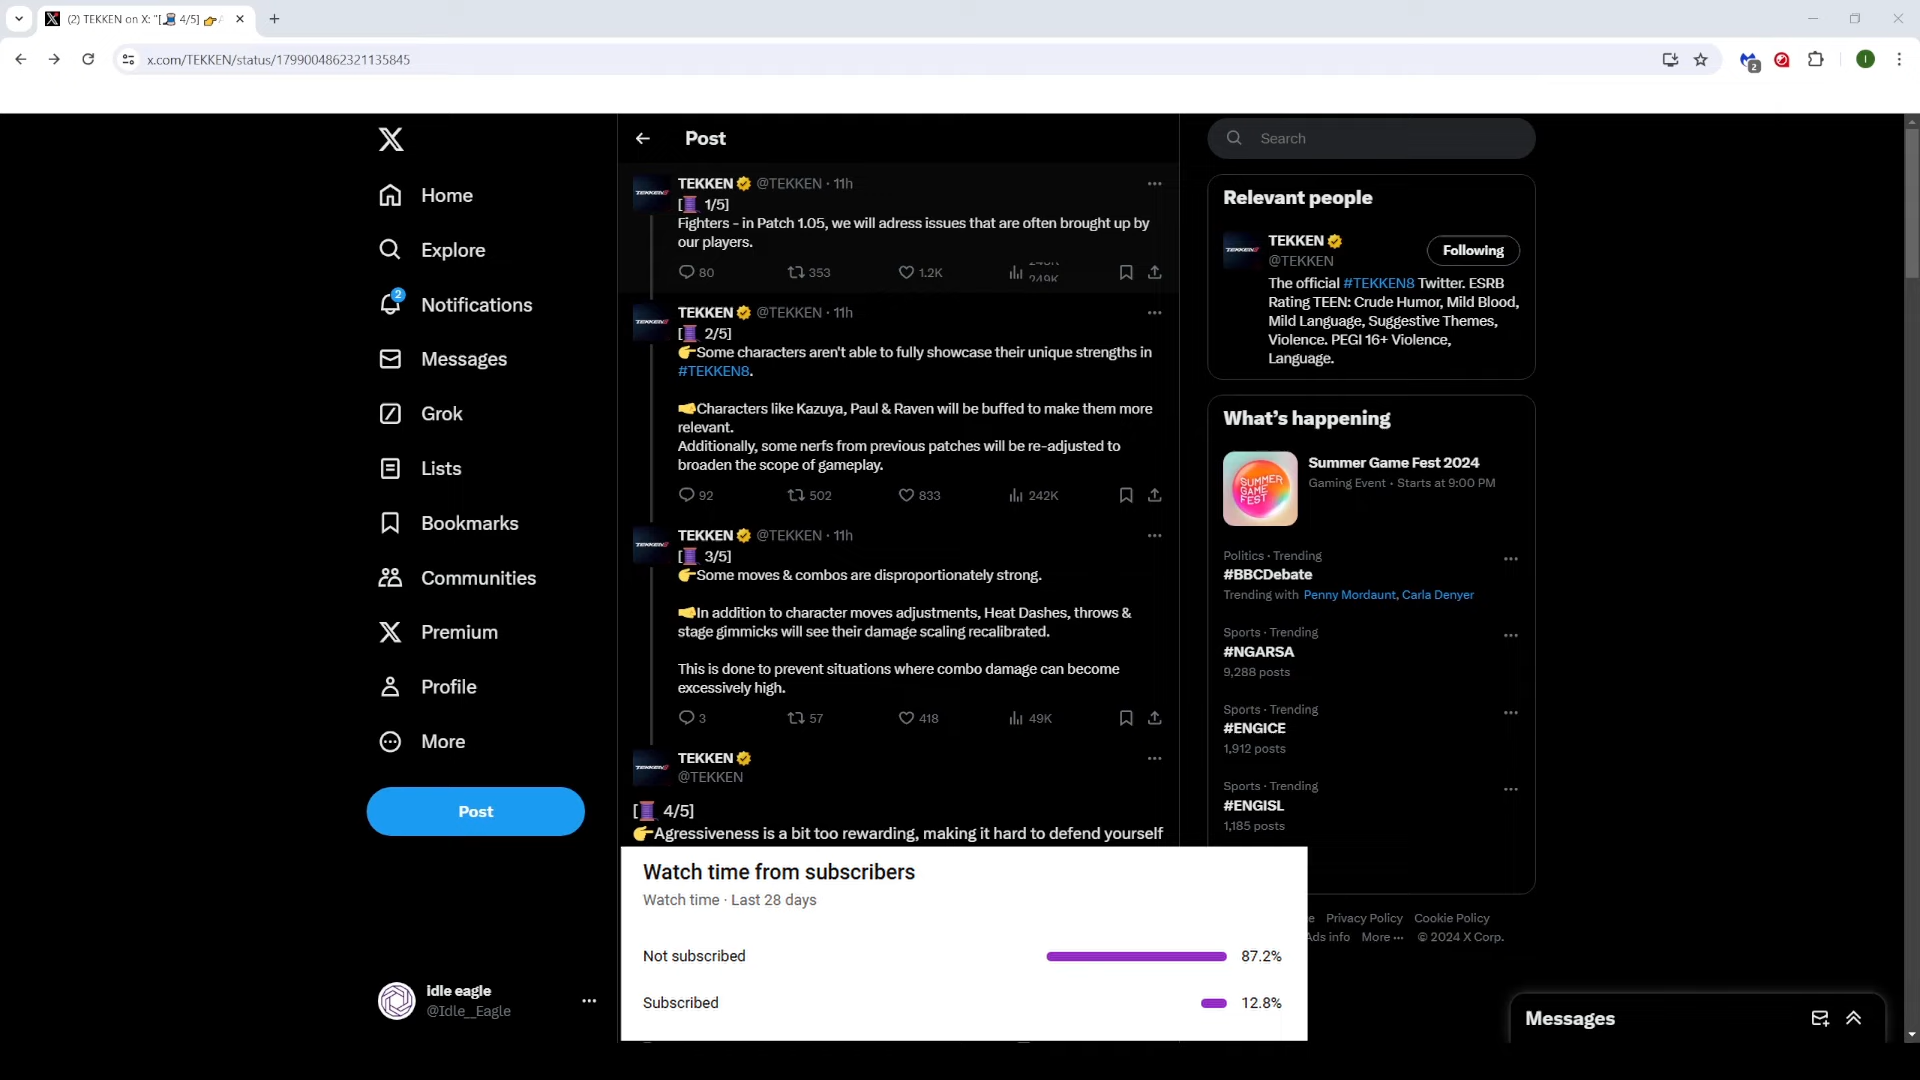 (2) TEKKEN on X: "[🧵 4/5] 👉
x.com/TEKKEN/status/1799004862321135845
2
I
Home
Explore
2
Notifications
Messages
Grok
Lists
Bookmarks
Communities
Premium
Profile
More
Post
idle eagle
@Idle__Eagle
Post
TEKKEN @TEKKEN · 11h
[🧵 1/5]
Fighters - in Patch 1.05, we will adress issues that are often brought up by
our players.
80 353 1.2K 249K
TEKKEN @TEKKEN · 11h
[🧵 2/5]
👉Some characters aren't able to fully showcase their unique strengths in
#TEKKEN8.
🤜Characters like Kazuya, Paul & Raven will be buffed to make them more
relevant.
Additionally, some nerfs from previous patches will be re-adjusted to
broaden the scope of gameplay.
92 502 833 242K
TEKKEN @TEKKEN · 11h
[🧵 3/5]
👉Some moves & combos are disproportionately strong.
🤜In addition to character moves adjustments, Heat Dashes, throws &
stage gimmicks will see their damage scaling recalibrated.
This is done to prevent situations where combo damage can become
excessively high.
3 57 418 49K
TEKKEN
@TEKKEN
[🧵 4/5]
👉Agressiveness is a bit too rewarding, making it hard to defend yourself
Watch time from subscribers
Watch time · Last 28 days
Not subscribed 87.2%
Subscribed 12.8%
Search
Relevant people
TEKKEN
@TEKKEN
Following
The official #TEKKEN8 Twitter. ESRB
Rating TEEN: Crude Humor, Mild Blood,
Mild Language, Suggestive Themes,
Violence. PEGI 16+ Violence,
Language.
What's happening
SUMMER
GAME
FEST
Summer Game Fest 2024
Gaming Event · Starts at 9:00 PM
Politics · Trending
#BBCDebate
Trending with Penny Mordaunt, Carla Denyer
Sports · Trending
#NGARSA
9,288 posts
Sports · Trending
#ENGICE
1,912 posts
Sports · Trending
#ENGISL
1,185 posts
Privacy Policy Cookie Policy
Ads info More ··· © 2024 X Corp.
Messages